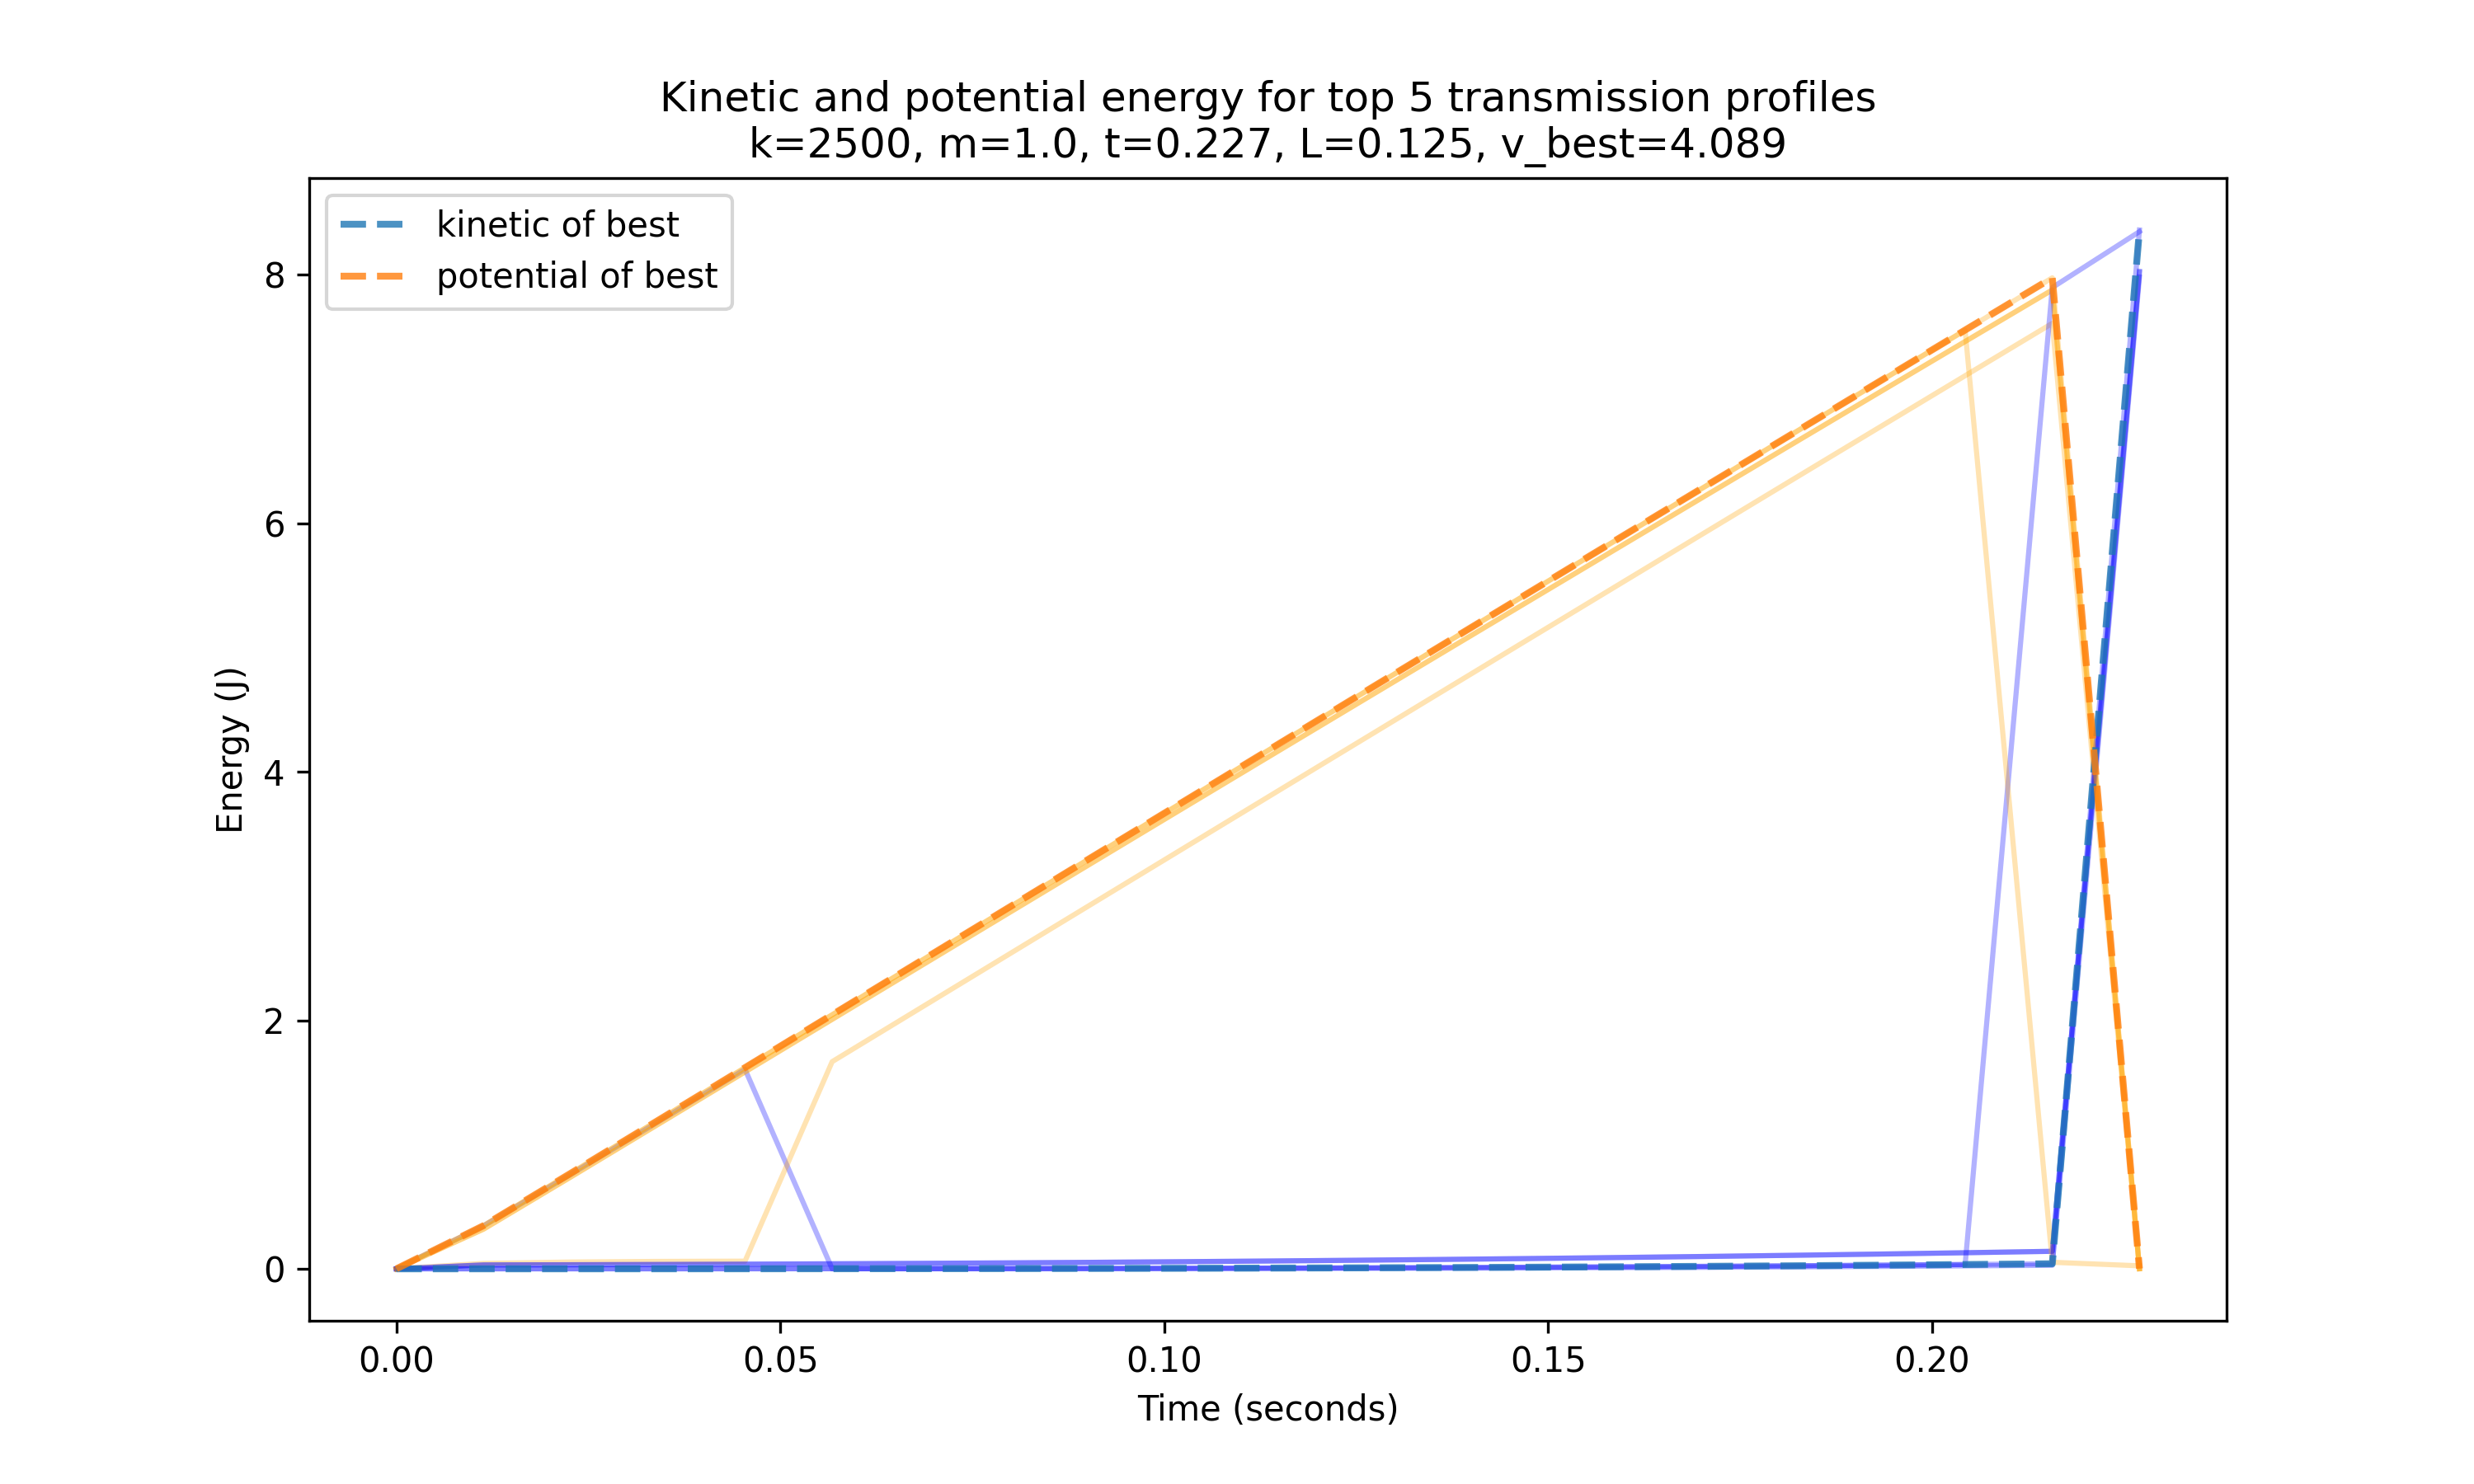 Kinetic and potential energy for top 5 transmission profiles
k=2500, m=1.0, t=0.227, L=0.125, v_best=4.089
kinetic of best
potential of best
8
6
4
2
0
Energy (J)
0.00
0.05
0.10
0.15
0.20
Time (seconds)